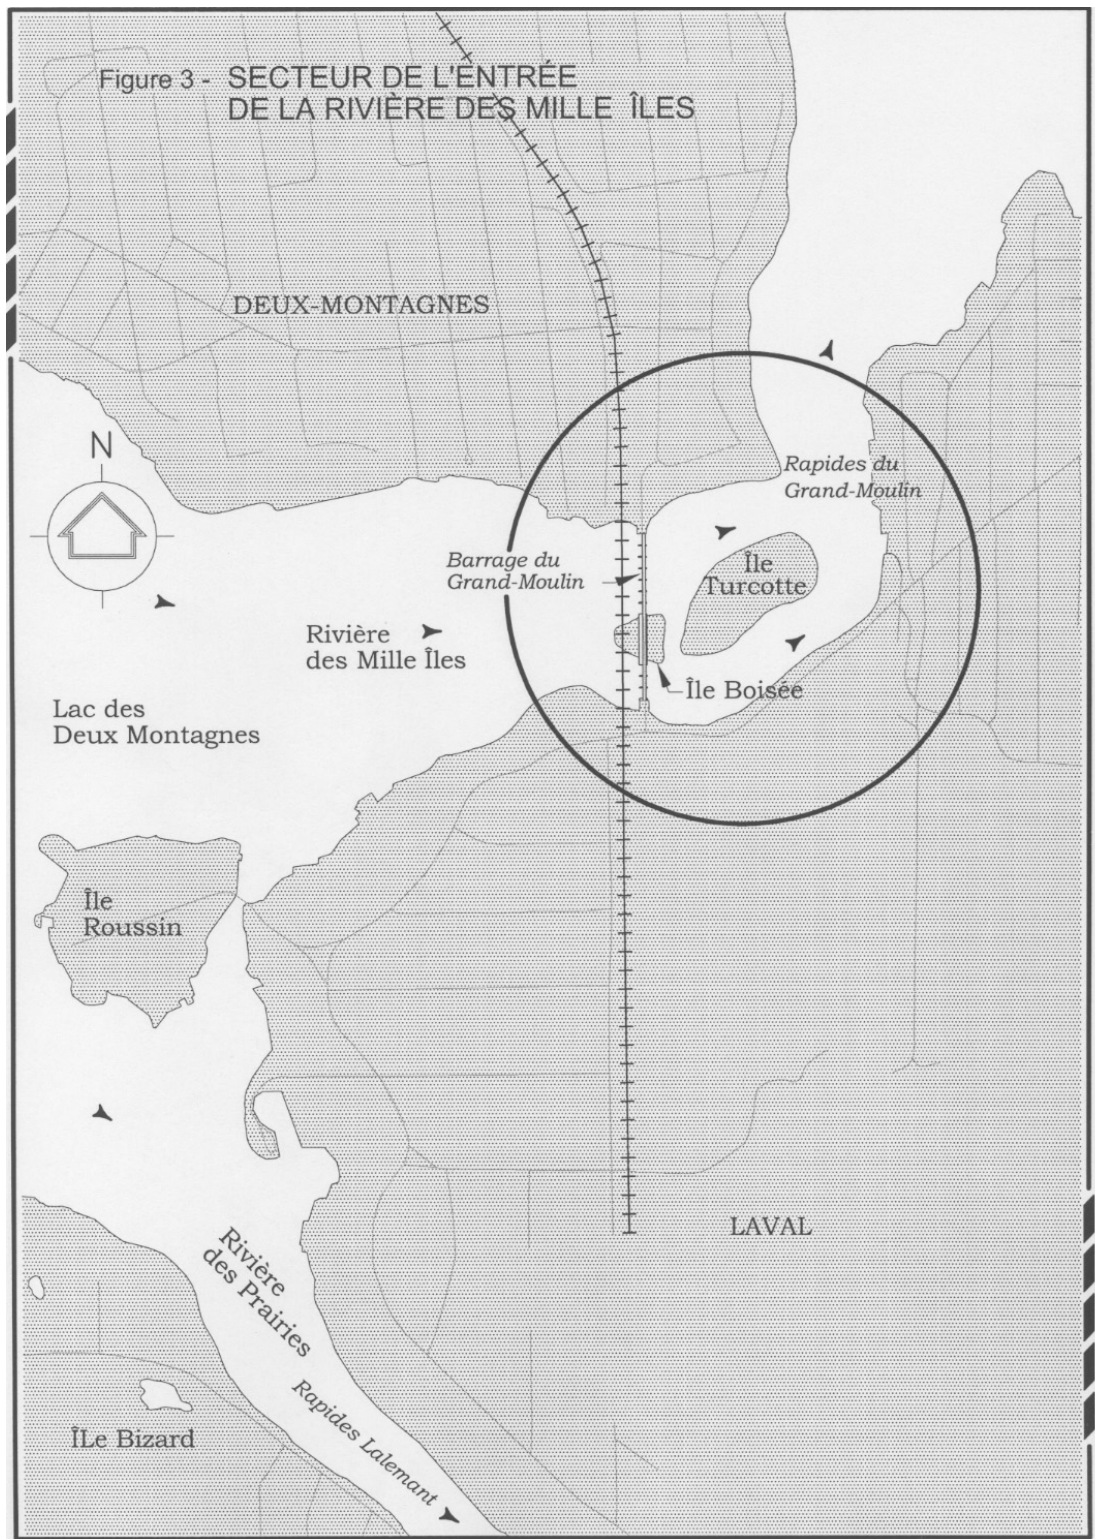 Figure 3 - SECTEUR DE L'ENTRÉE
DE LA RIVIÈRE DES MILLE ÎLES
DEUX-MONTAGNES
N
Rapides du
Grand-Moulin
Barrage du
Grand-Moulin
Île
Turcotte
Rivière
des Mille Îles
Île Boisée
Lac des
Deux Montagnes
Île
Roussin
LAVAL
Rivière
des Prairies
Rapides Lalemant
ÎLe Bizard